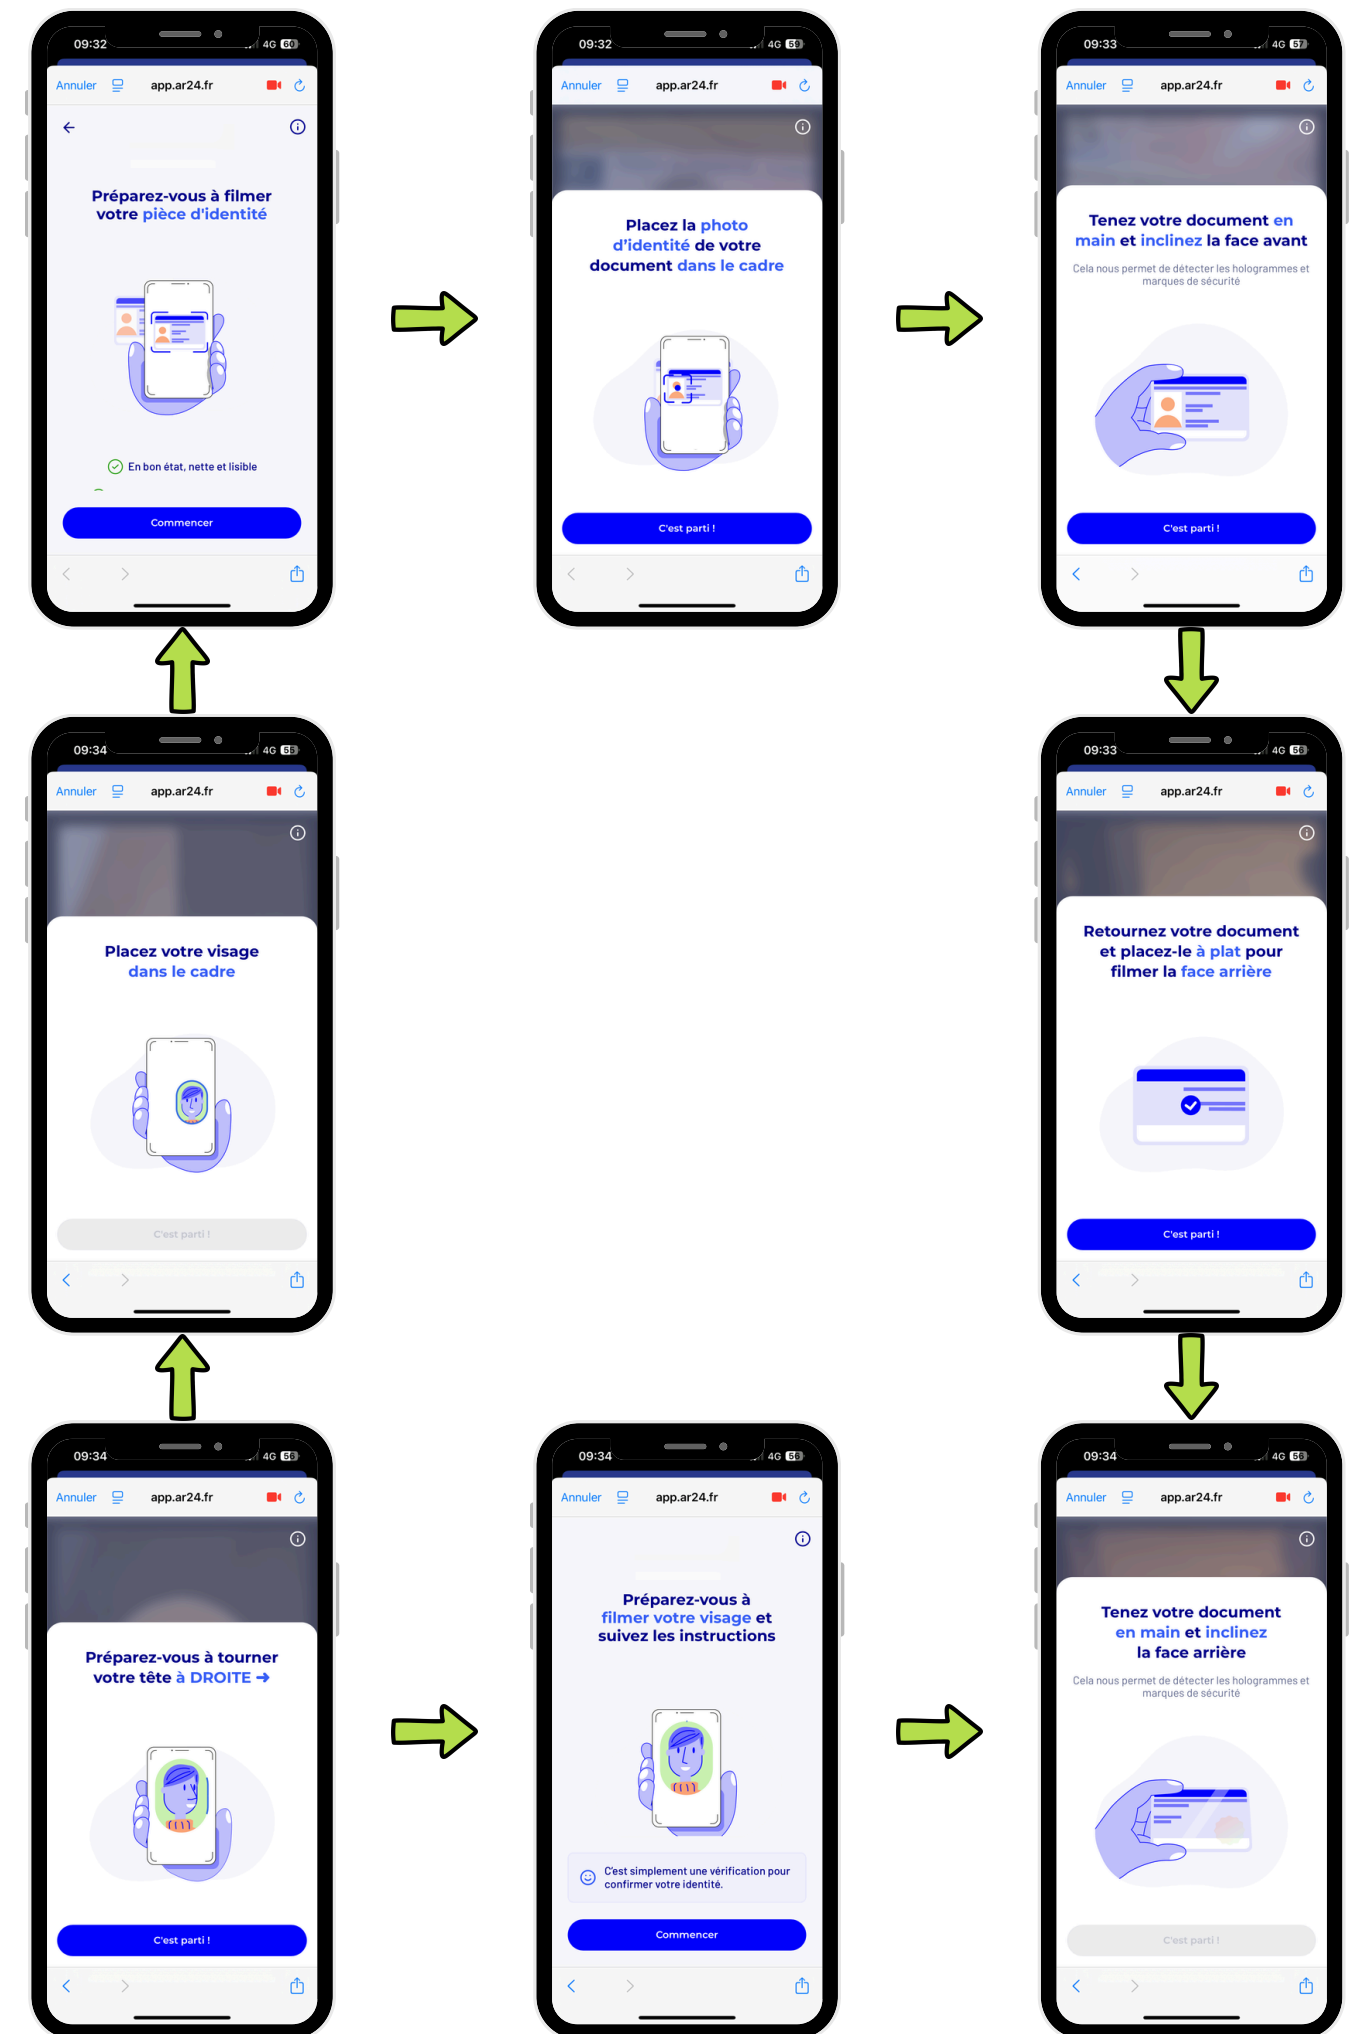 09:32
4G 60
Annuler
app.ar24.fr
Préparez-vous à filmer
votre pièce d'identité
En bon état, nette et lisible
Commencer
09:32
4G 59
Annuler
app.ar24.fr
Placez la photo
d'identité de votre
document dans le cadre
C'est parti !
09:33
4G 57
Annuler
app.ar24.fr
Tenez votre document en
main et inclinez la face avant
Cela nous permet de détecter les hologrammes et
marques de sécurité
C'est parti !
09:34
4G 55
Annuler
app.ar24.fr
Placez votre visage
dans le cadre
C'est parti !
09:33
4G 56
Annuler
app.ar24.fr
Retournez votre document
et placez-le à plat pour
filmer la face arrière
C'est parti !
09:34
4G 56
Annuler
app.ar24.fr
Préparez-vous à tourner
votre tête à DROITE →
C'est parti !
09:34
4G 56
Annuler
app.ar24.fr
Préparez-vous à
filmer votre visage et
suivez les instructions
C'est simplement une vérification pour
confirmer votre identité.
Commencer
09:34
4G 56
Annuler
app.ar24.fr
Tenez votre document
en main et inclinez
la face arrière
Cela nous permet de détecter les hologrammes et
marques de sécurité
C'est parti !